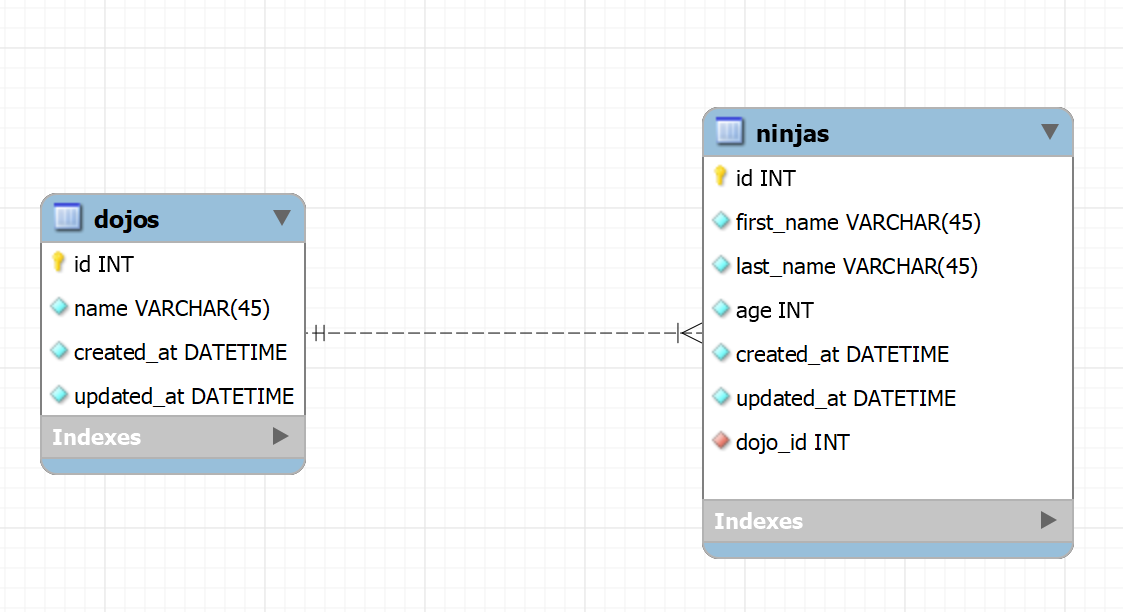 dojos
id INT
name VARCHAR(45)
created_at DATETIME
updated_at DATETIME
Indexes
ninjas
id INT
first_name VARCHAR(45)
last_name VARCHAR(45)
age INT
created_at DATETIME
updated_at DATETIME
dojo_id INT
Indexes